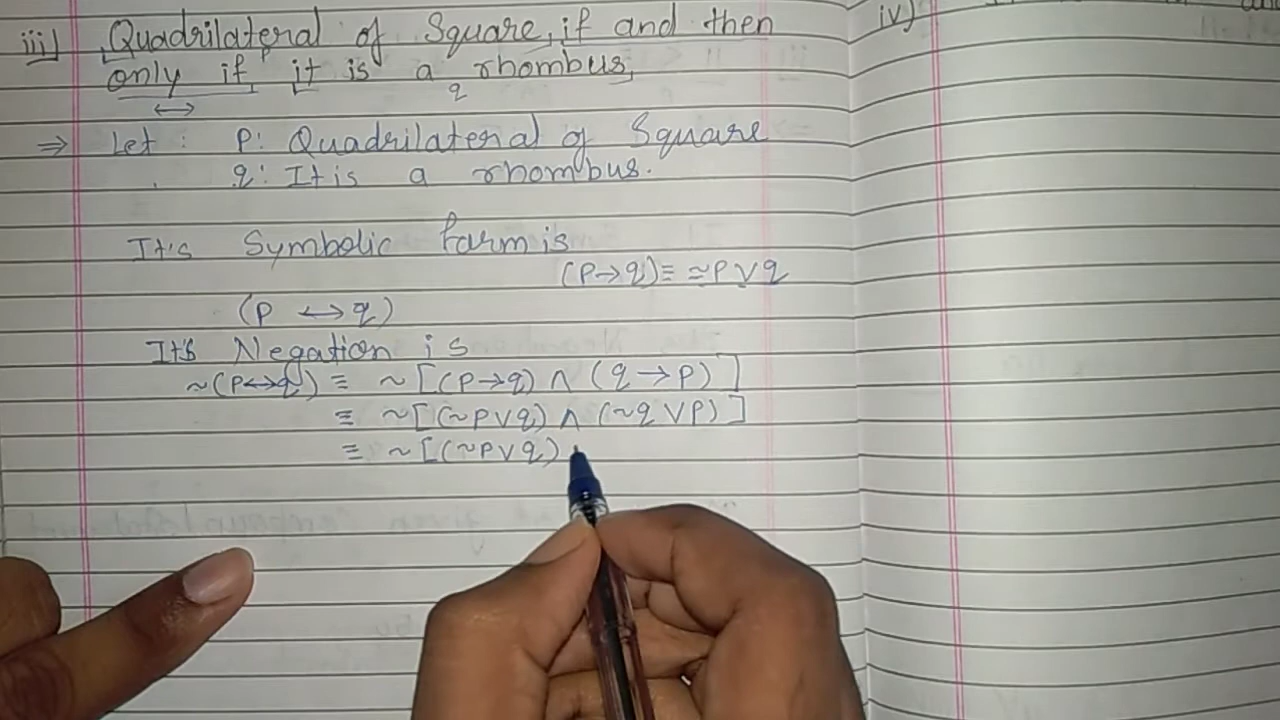 iii) Quadrilateral of Square, if and then
only if, it is a rhombus,
↔ q
⇒ Let : P: Quadrilateral of Square
q: It is a rhombus.
It's Symbolic farm is
(P→q)≡ ≃P∨q
(P ↔ q)
It's Negation is
~(P↔q) ≡ ~[(P→q) ∧ (q→P)]
≡ ~[(~P∨q) ∧ (~q∨P)]
≡ ~[(~P∨q)
iv)